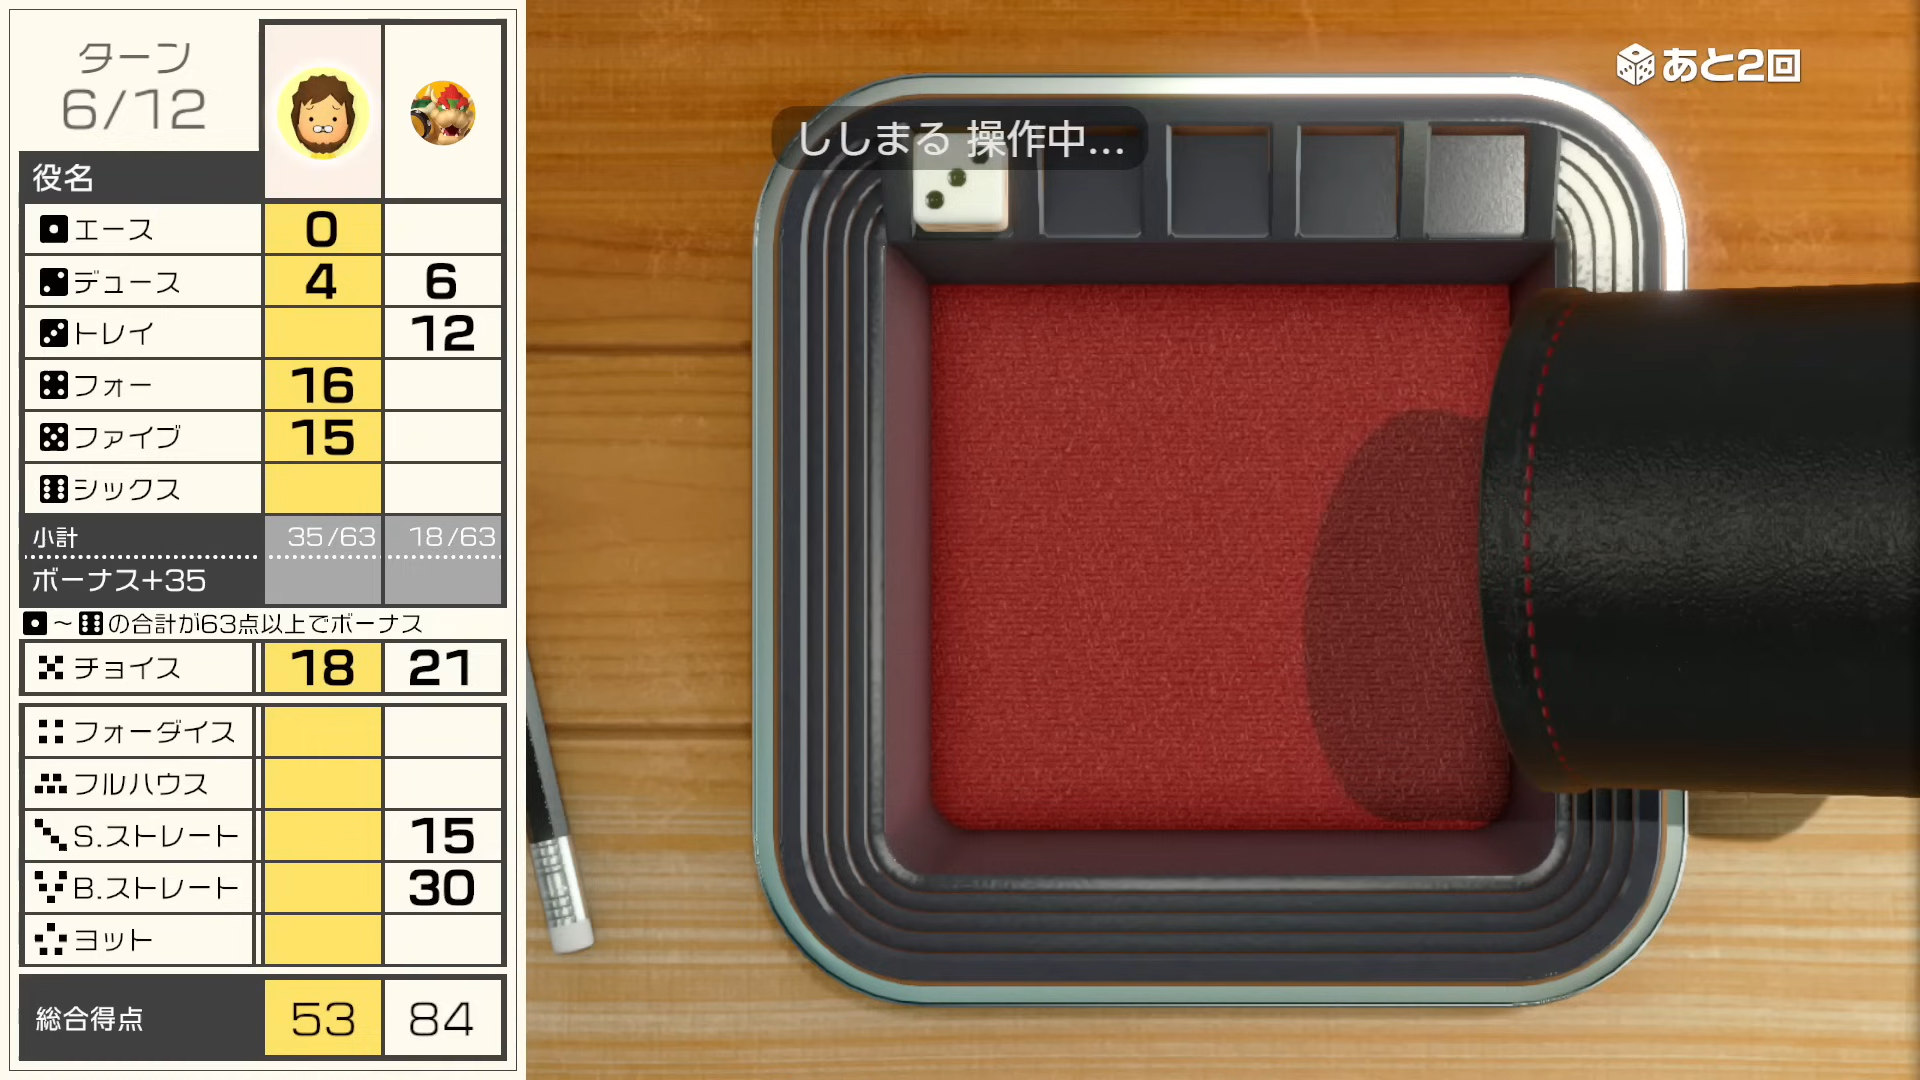 ターン
6/12
役名
エース 0
デュース 4 6
トレイ 12
フォー 16
ファイブ 15
シックス
小計 35/63 18/63
ボーナス+35
~の合計が63点以上でボーナス
チョイス 18 21
フォーダイス
フルハウス
S.ストレート 15
B.ストレート 30
ヨット
総合得点 53 84
ししまる 操作中...
あと2回